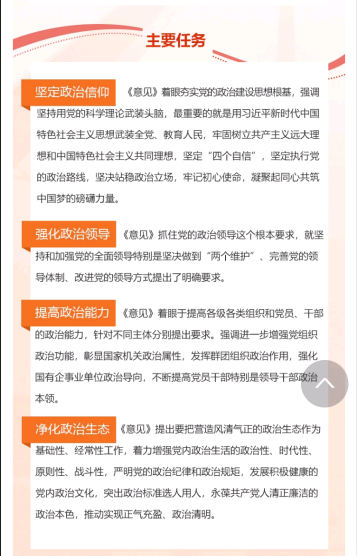 主要任务
坚定政治信仰 《意见》着眼夯实党的政治建设思想根基，强调
坚持用党的科学理论武装头脑，最重要的就是用习近平新时代中国
特色社会主义思想武装全党、教育人民，牢固树立共产主义远大理
想和中国特色社会主义共同理想，坚定“四个自信”，坚定执行党
的政治路线，坚决站稳政治立场，牢记初心使命，凝聚起同心共筑
中国梦的磅礴力量。
强化政治领导 《意见》抓住党的政治领导这个根本要求，就坚
持和加强党的全面领导特别是坚决做到“两个维护”、完善党的领
导体制、改进党的领导方式提出了明确要求。
提高政治能力 《意见》着眼于提高各级各类组织和党员、干部
的政治能力，针对不同主体分别提出要求。强调进一步增强党组织
政治功能，彰显国家机关政治属性，发挥群团组织政治作用，强化
国有企事业单位政治导向，不断提高党员干部特别是领导干部政治
本领。
净化政治生态 《意见》提出要把营造风清气正的政治生态作为
基础性、经常性工作，着力增强党内政治生活的政治性、时代性、
原则性、战斗性，严明党的政治纪律和政治规矩，发展积极健康的
党内政治文化，突出政治标准选人用人，永葆共产党人清正廉洁的
政治本色，推动实现正气充盈、政治清明。